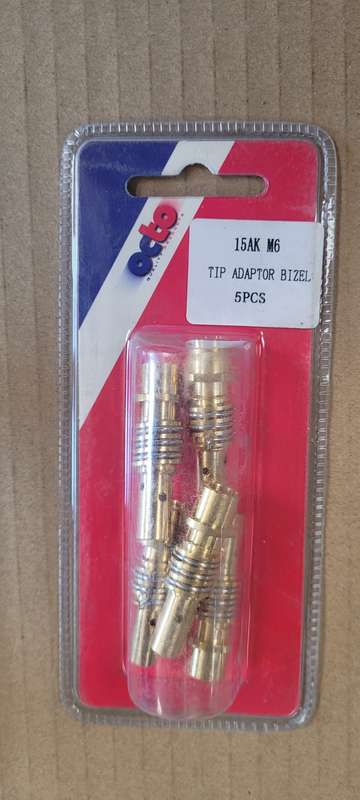 octo
15AK M6
TIP ADAPTOR BIZEL
5PCS